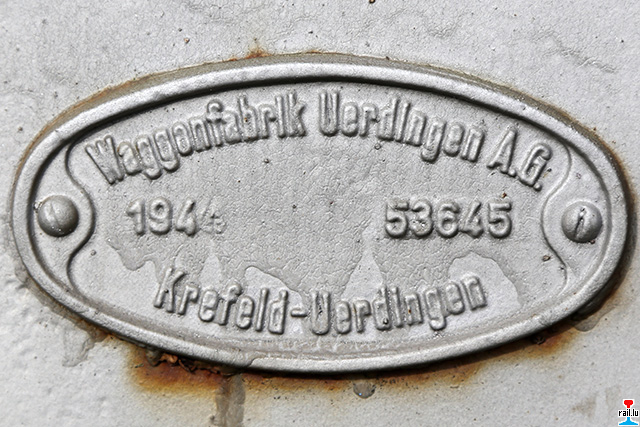 Waggonfabrik Uerdingen A.G.
1944 53645
Krefeld-Uerdingen
rail.lu